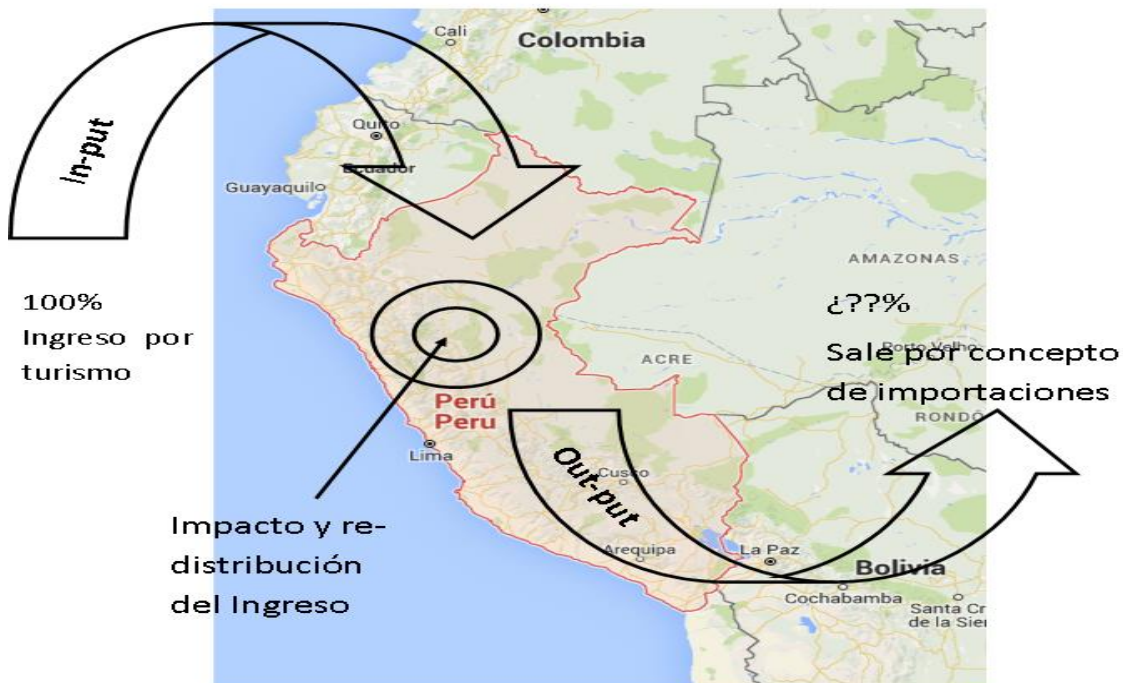 Cali
Colombia
In-put
Quito
Ecuador
Guayaquil
AMAZONAS
100%
Ingreso por
turismo
¿??%
Sale por concepto
de importaciones
Porto Velho
ACRE
RONDÔ
Perú
Peru
Lima
Out-put
Cusco
Impacto y re-
distribución
del Ingreso
Arequipa
La Paz
Bolivia
Cochabamba
Santa Cr
de la Sier